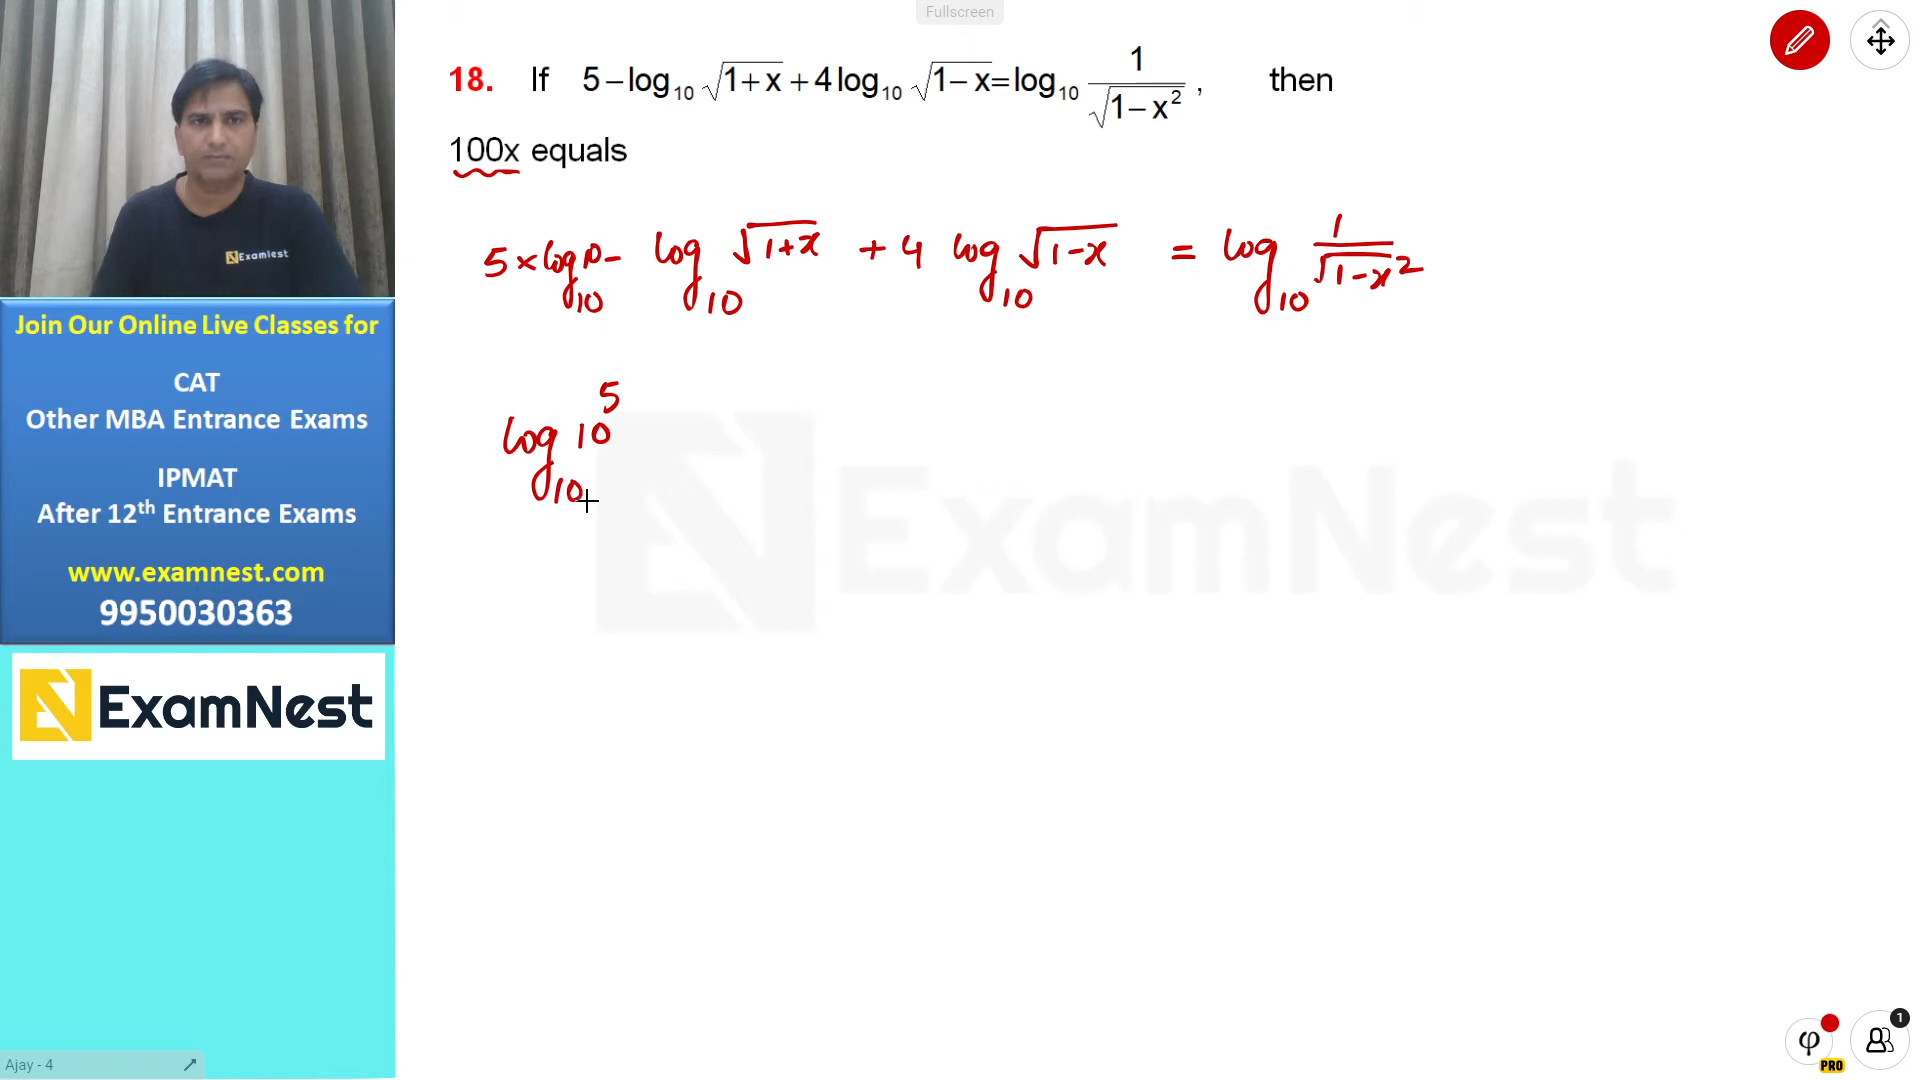 Fullscreen
18. If 5 − log₁₀ √(1+x) + 4 log₁₀ √(1− x) = log₁₀ 1/√(1− x²) , then
100x equals
5 × log₁₀ 10 − log₁₀ √(1+x) + 4 log₁₀ √(1−x) = log₁₀ 1/√(1−x²)
log₁₀ 10⁵
ExamNest
ExamNest
Join Our Online Live Classes for
CAT
Other MBA Entrance Exams
IPMAT
After 12th Entrance Exams
www.examnest.com
9950030363
ExamNest
Ajay - 4
φ
PRO
1